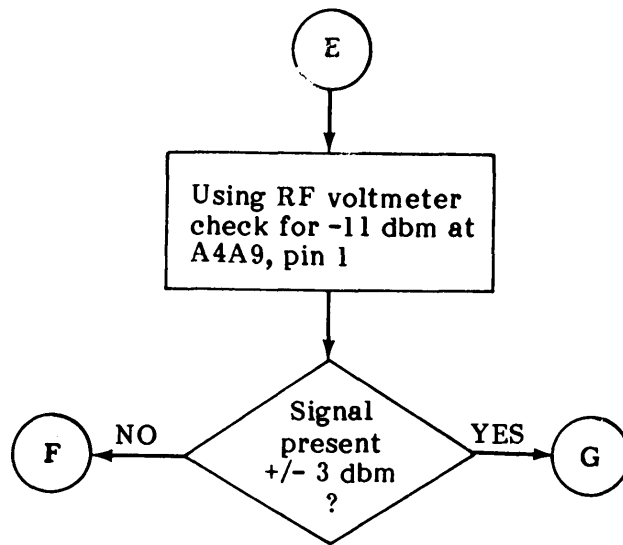 E
Using RF voltmeter
check for -11 dbm at
A4A9, pin 1
Signal
present
+/- 3 dbm
?
NO
YES
F
G